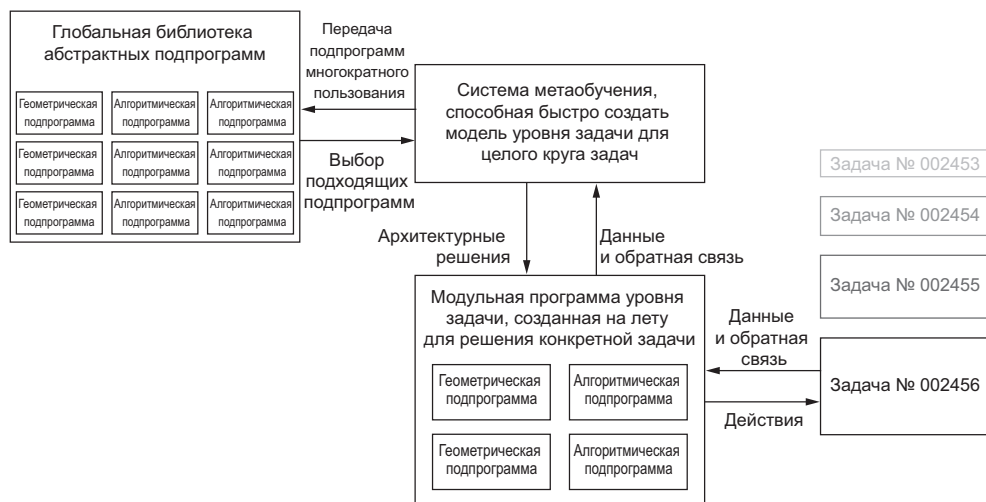 Глобальная библиотека
абстрактных подпрограмм
Геометрическая
подпрограмма
Алгоритмическая
подпрограмма
Алгоритмическая
подпрограмма
Геометрическая
подпрограмма
Алгоритмическая
подпрограмма
Алгоритмическая
подпрограмма
Геометрическая
подпрограмма
Алгоритмическая
подпрограмма
Алгоритмическая
подпрограмма
Передача
подпрограмм
многократного
пользования
Выбор
подходящих
подпрограмм
Система метаобучения,
способная быстро создать
модель уровня задачи для
целого круга задач
Архитектурные
решения
Данные
и обратная связь
Модульная программа уровня
задачи, созданная на лету
для решения конкретной задачи
Геометрическая
подпрограмма
Алгоритмическая
подпрограмма
Геометрическая
подпрограмма
Алгоритмическая
подпрограмма
Данные
и обратная
связь
Действия
Задача № 002453
Задача № 002454
Задача № 002455
Задача № 002456